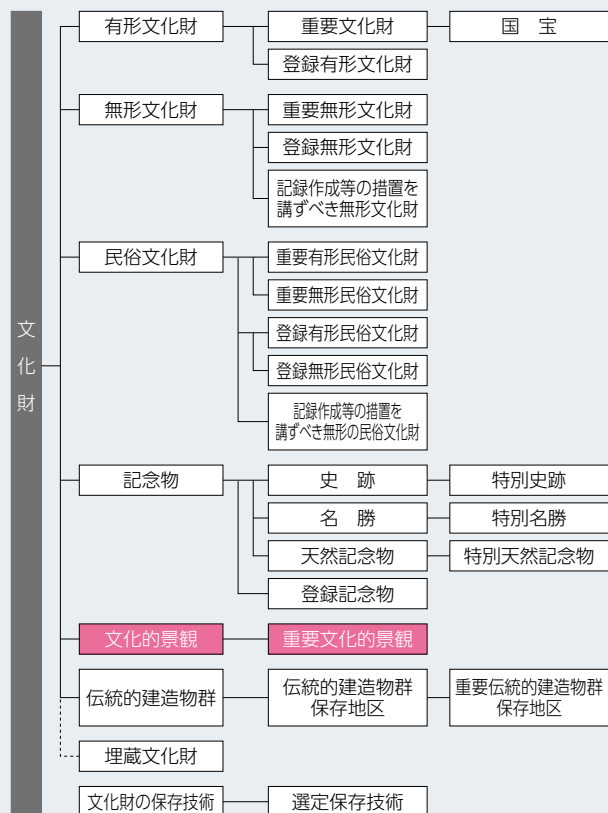 文化財
有形文化財
重要文化財
国　宝
登録有形文化財
無形文化財
重要無形文化財
登録無形文化財
記録作成等の措置を
講ずべき無形文化財
民俗文化財
重要有形民俗文化財
重要無形民俗文化財
登録有形民俗文化財
登録無形民俗文化財
記録作成等の措置を
講ずべき無形の民俗文化財
記念物
史　跡
特別史跡
名　勝
特別名勝
天然記念物
特別天然記念物
登録記念物
文化的景観
重要文化的景観
伝統的建造物群
伝統的建造物群
保存地区
重要伝統的建造物群
保存地区
埋蔵文化財
文化財の保存技術
選定保存技術